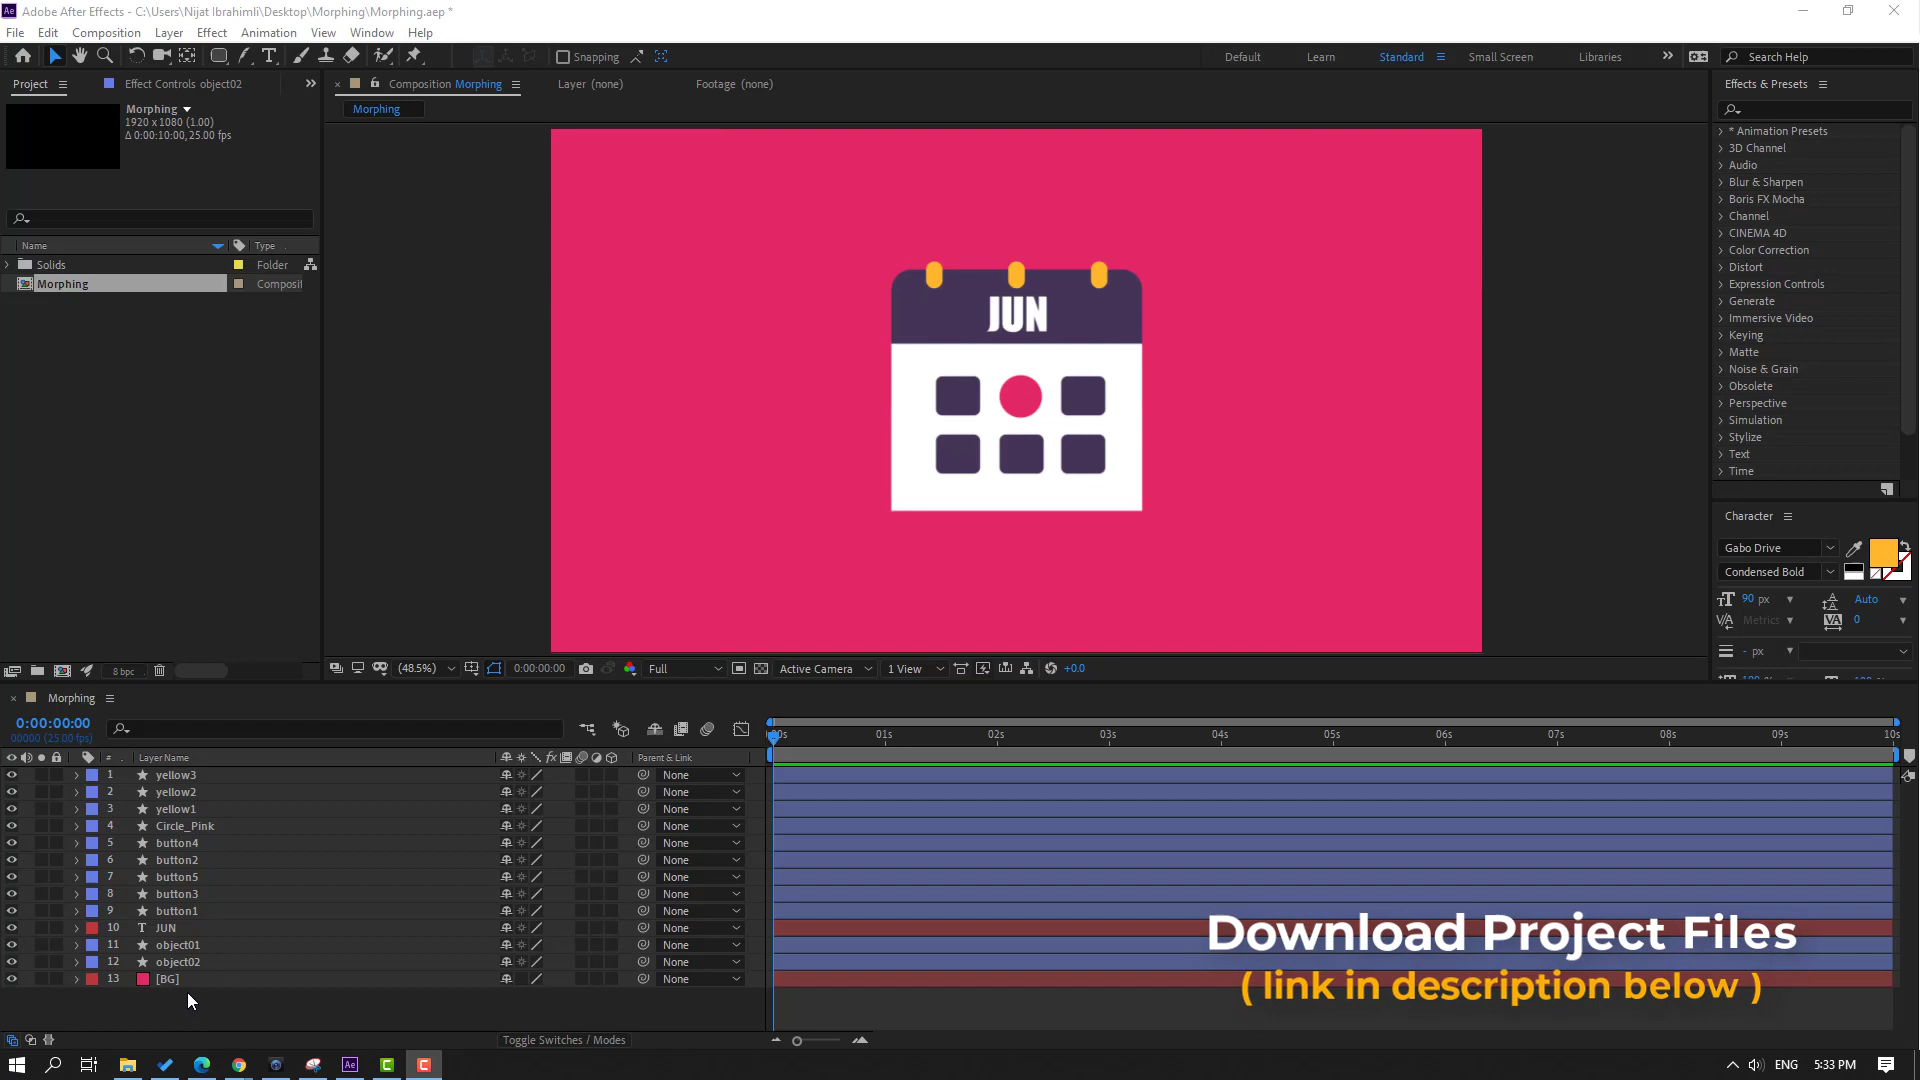 Adobe After Effects - C:\Users\Nijat Ibrahimli\Desktop\Morphing\Morphing.aep *
File Edit Composition Layer Effect Animation View Window Help
Snapping
Default Learn Standard Small Screen Libraries
Search Help
Project Effect Controls object02
Composition Morphing Layer (none) Footage (none)
Effects & Presets
Morphing
1920 x 1080 (1.00)
Δ 0:00:10:00, 25.00 fps
Morphing
Name Type
Solids Folder
Morphing Composit
JUN
* Animation Presets
3D Channel
Audio
Blur & Sharpen
Boris FX Mocha
Channel
CINEMA 4D
Color Correction
Distort
Expression Controls
Generate
Immersive Video
Keying
Matte
Noise & Grain
Obsolete
Perspective
Simulation
Stylize
Text
Time
Character
Gabo Drive
Condensed Bold
90 px Auto
Metrics 0
- px
8 bpc
(48.5%) 0:00:00:00 Full Active Camera 1 View +0.0
Morphing
0:00:00:00
00000 (25.00 fps)
01s 02s 03s 04s 05s 06s 07s 08s 09s 10s
# Layer Name fx Parent & Link
1 yellow3 None
2 yellow2 None
3 yellow1 None
4 Circle_Pink None
5 button4 None
6 button2 None
7 button5 None
8 button3 None
9 button1 None
10 T JUN None
11 object01 None
12 object02 None
13 [BG] None
Download Project Files
( link in description below )
Toggle Switches / Modes
ENG 5:33 PM